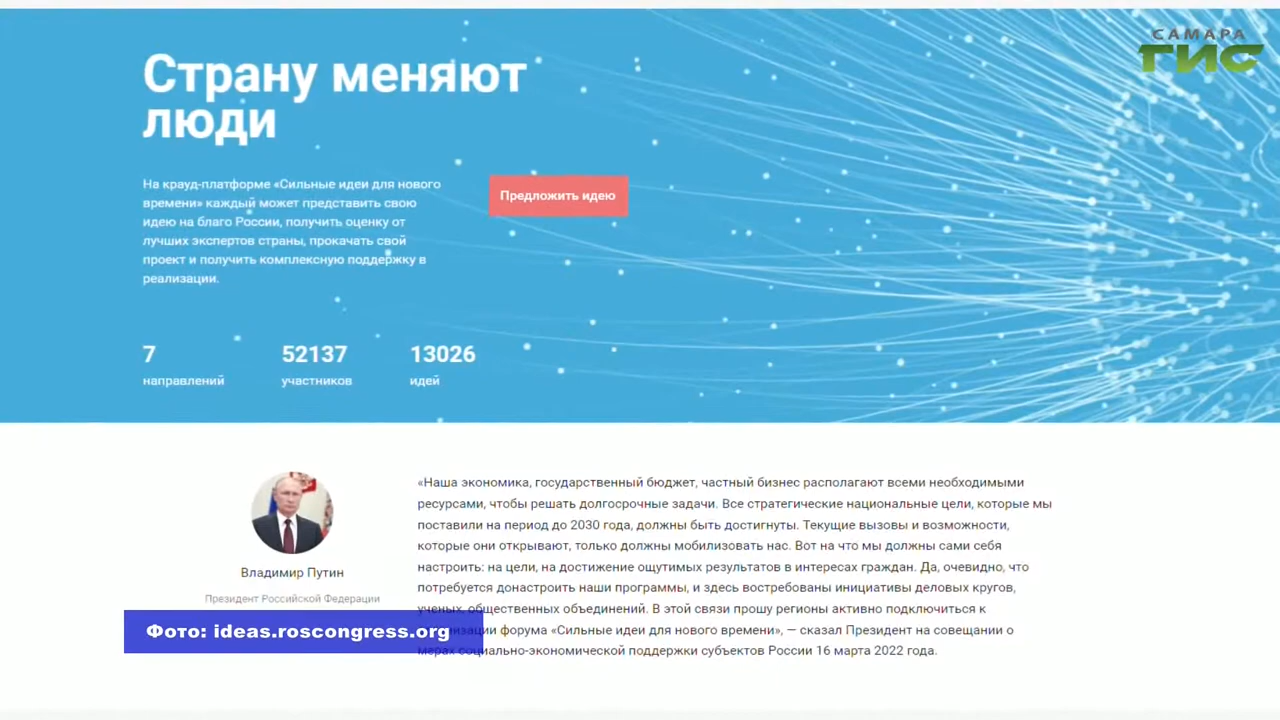 САМАРА
ГИС
Страну меняют
люди
На крауд-платформе «Сильные идеи для нового
времени» каждый может представить свою
идею на благо России, получить оценку от
лучших экспертов страны, прокачать свой
проект и получить комплексную поддержку в
реализации.
Предложить идею
7
направлений
52137
участников
13026
идей
Владимир Путин
Президент Российской Федерации
«Наша экономика, государственный бюджет, частный бизнес располагают всеми необходимыми
ресурсами, чтобы решать долгосрочные задачи. Все стратегические национальные цели, которые мы
поставили на период до 2030 года, должны быть достигнуты. Текущие вызовы и возможности,
которые они открывают, только должны мобилизовать нас. Вот на что мы должны сами себя
настроить: на цели, на достижение ощутимых результатов в интересах граждан. Да, очевидно, что
потребуется донастроить наши программы, и здесь востребованы инициативы деловых кругов,
ученых, общественных объединений. В этой связи прошу регионы активно подключиться к
форума «Сильные идеи для нового времени», — сказал Президент на совещании о
мерах социально-экономической поддержки субъектов России 16 марта 2022 года.
Фото: ideas.roscongress.org